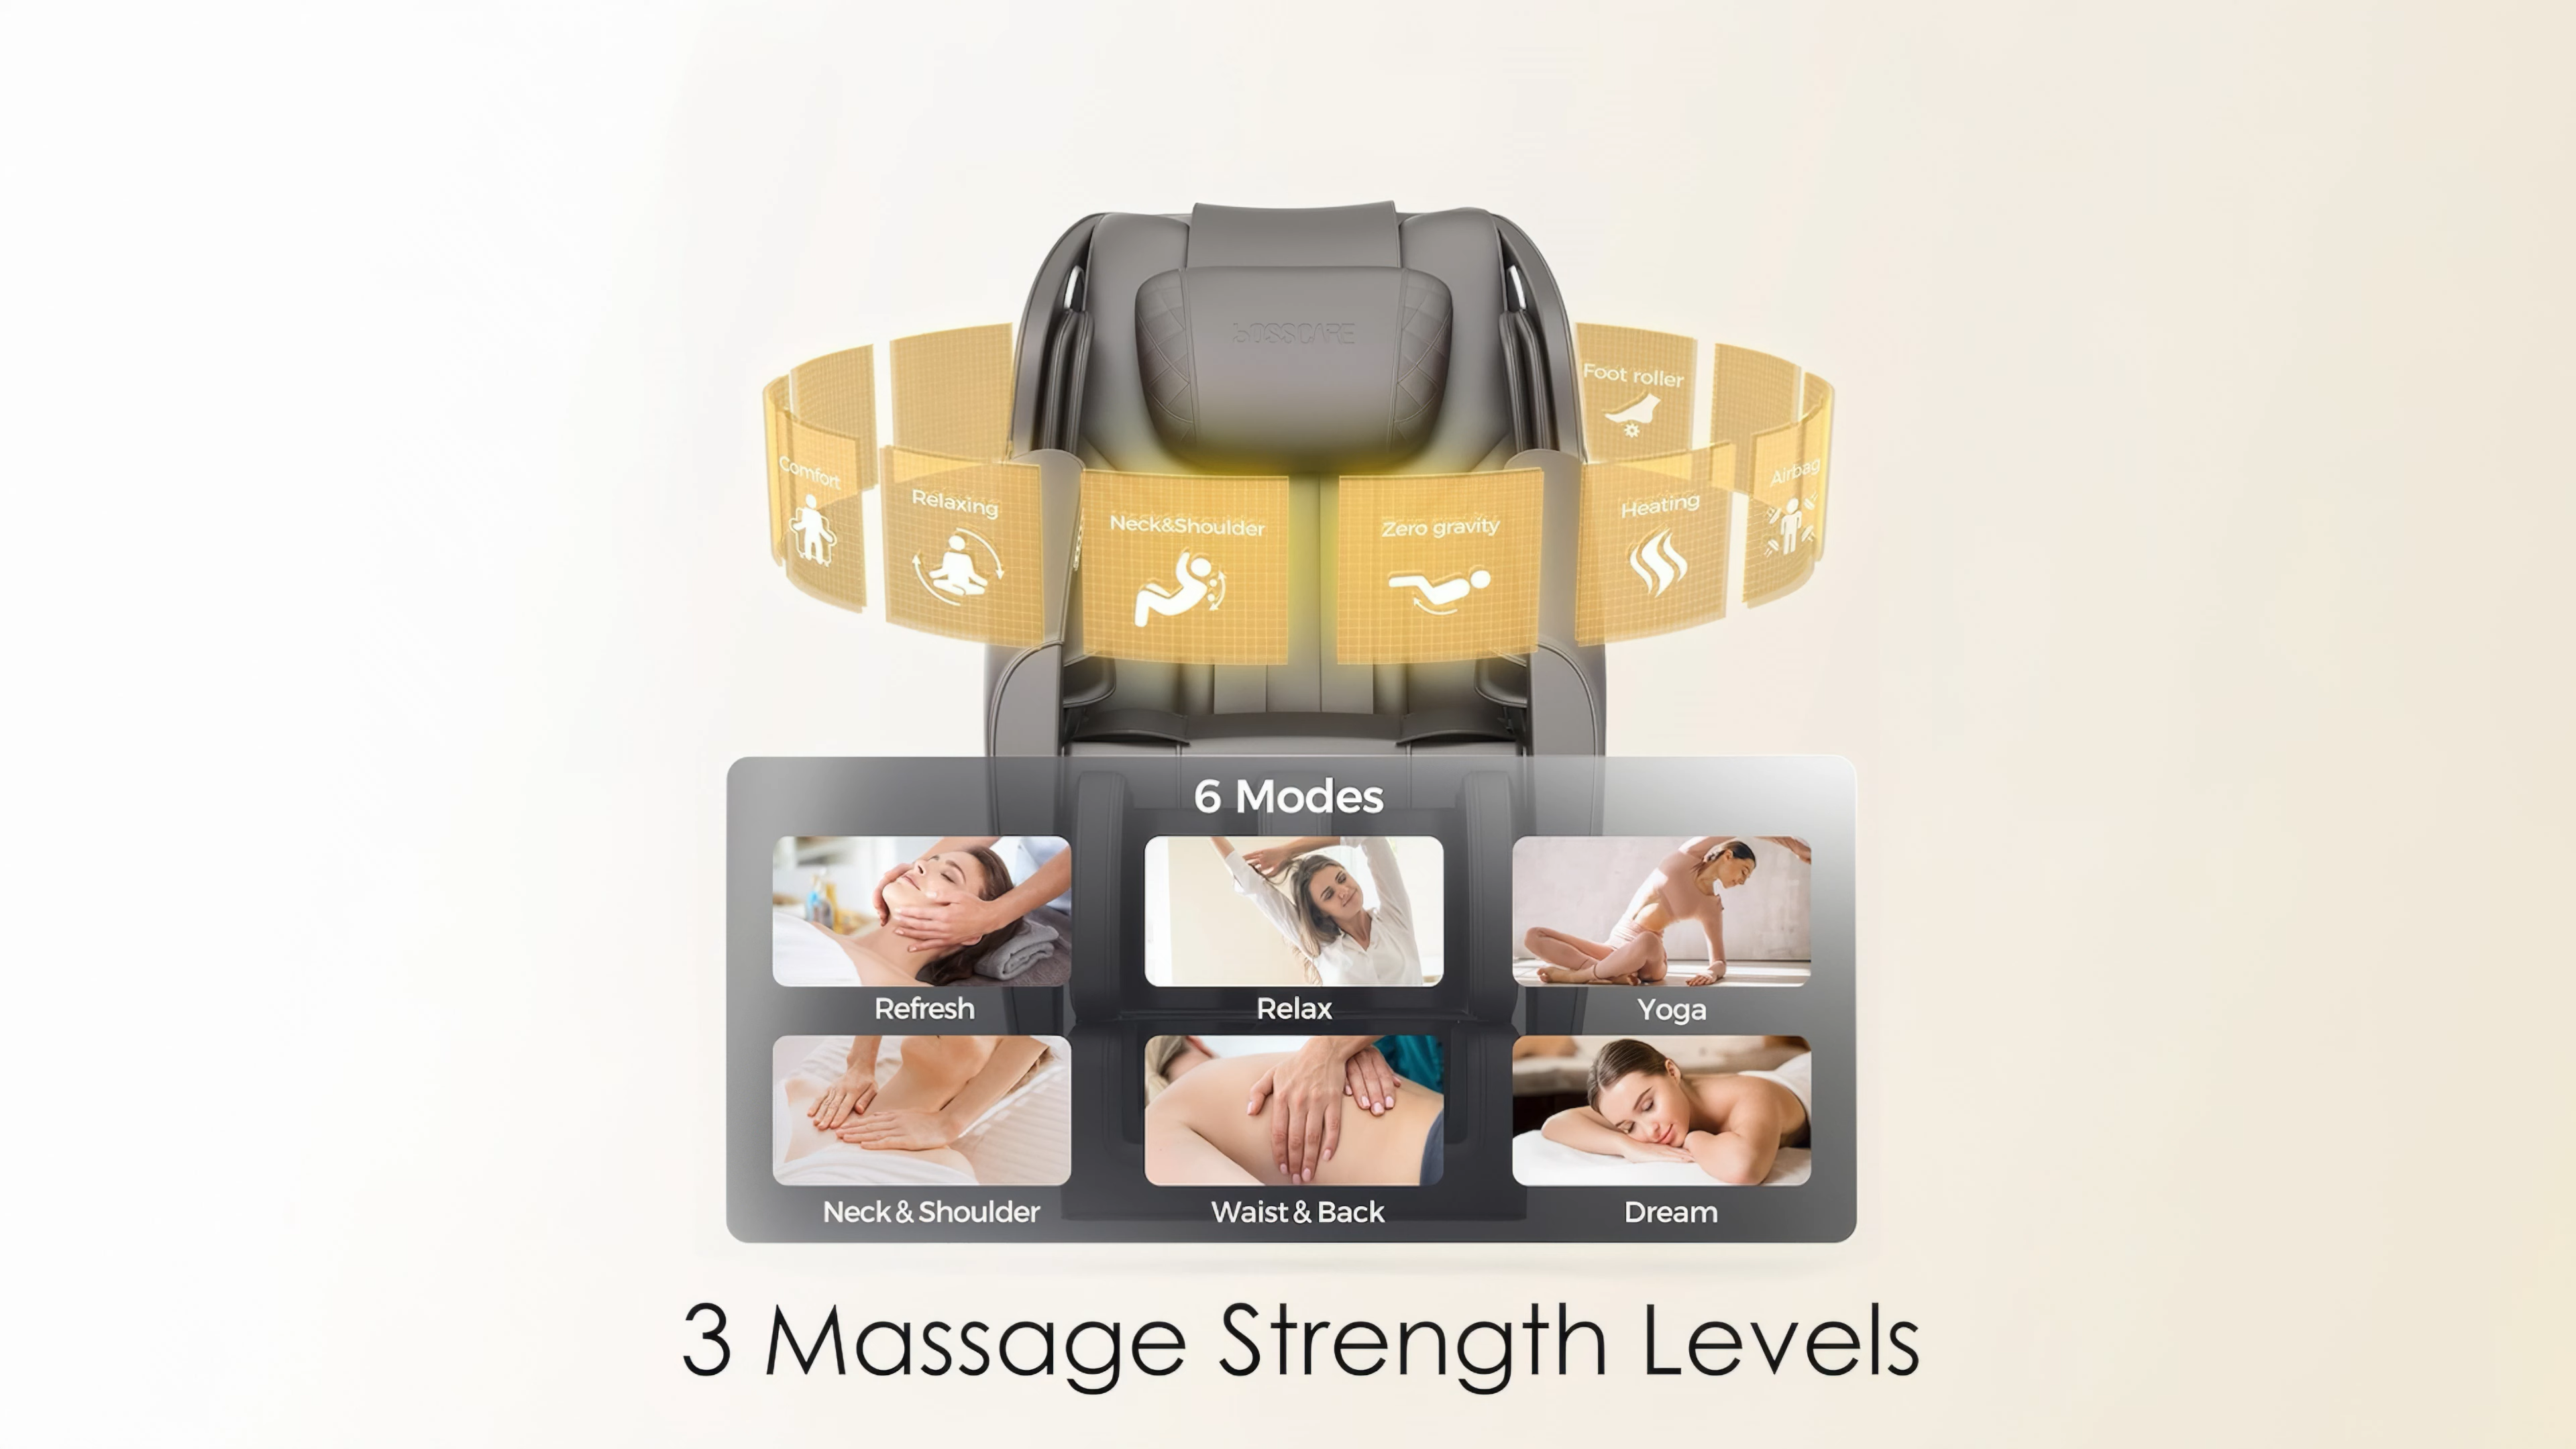 BOSSCARE
Foot roller
Comfort
Relaxing
Neck&Shoulder
Zero gravity
Heating
Airbag
6 Modes
Refresh
Relax
Yoga
Neck & Shoulder
Waist & Back
Dream
3 Massage Strength Levels